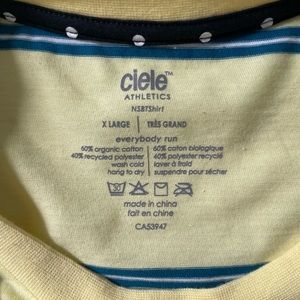 ciele™
ATHLETICS
NSBTShirt
X LARGE | TRÈS GRAND
everybody run
60% organic cotton | 60% coton biologique
40% recycled polyester | 40% polyester recyclé
wash cold | laver à froid
hang to dry | suspendre pour sécher
made in china
fait en chine
CA53947